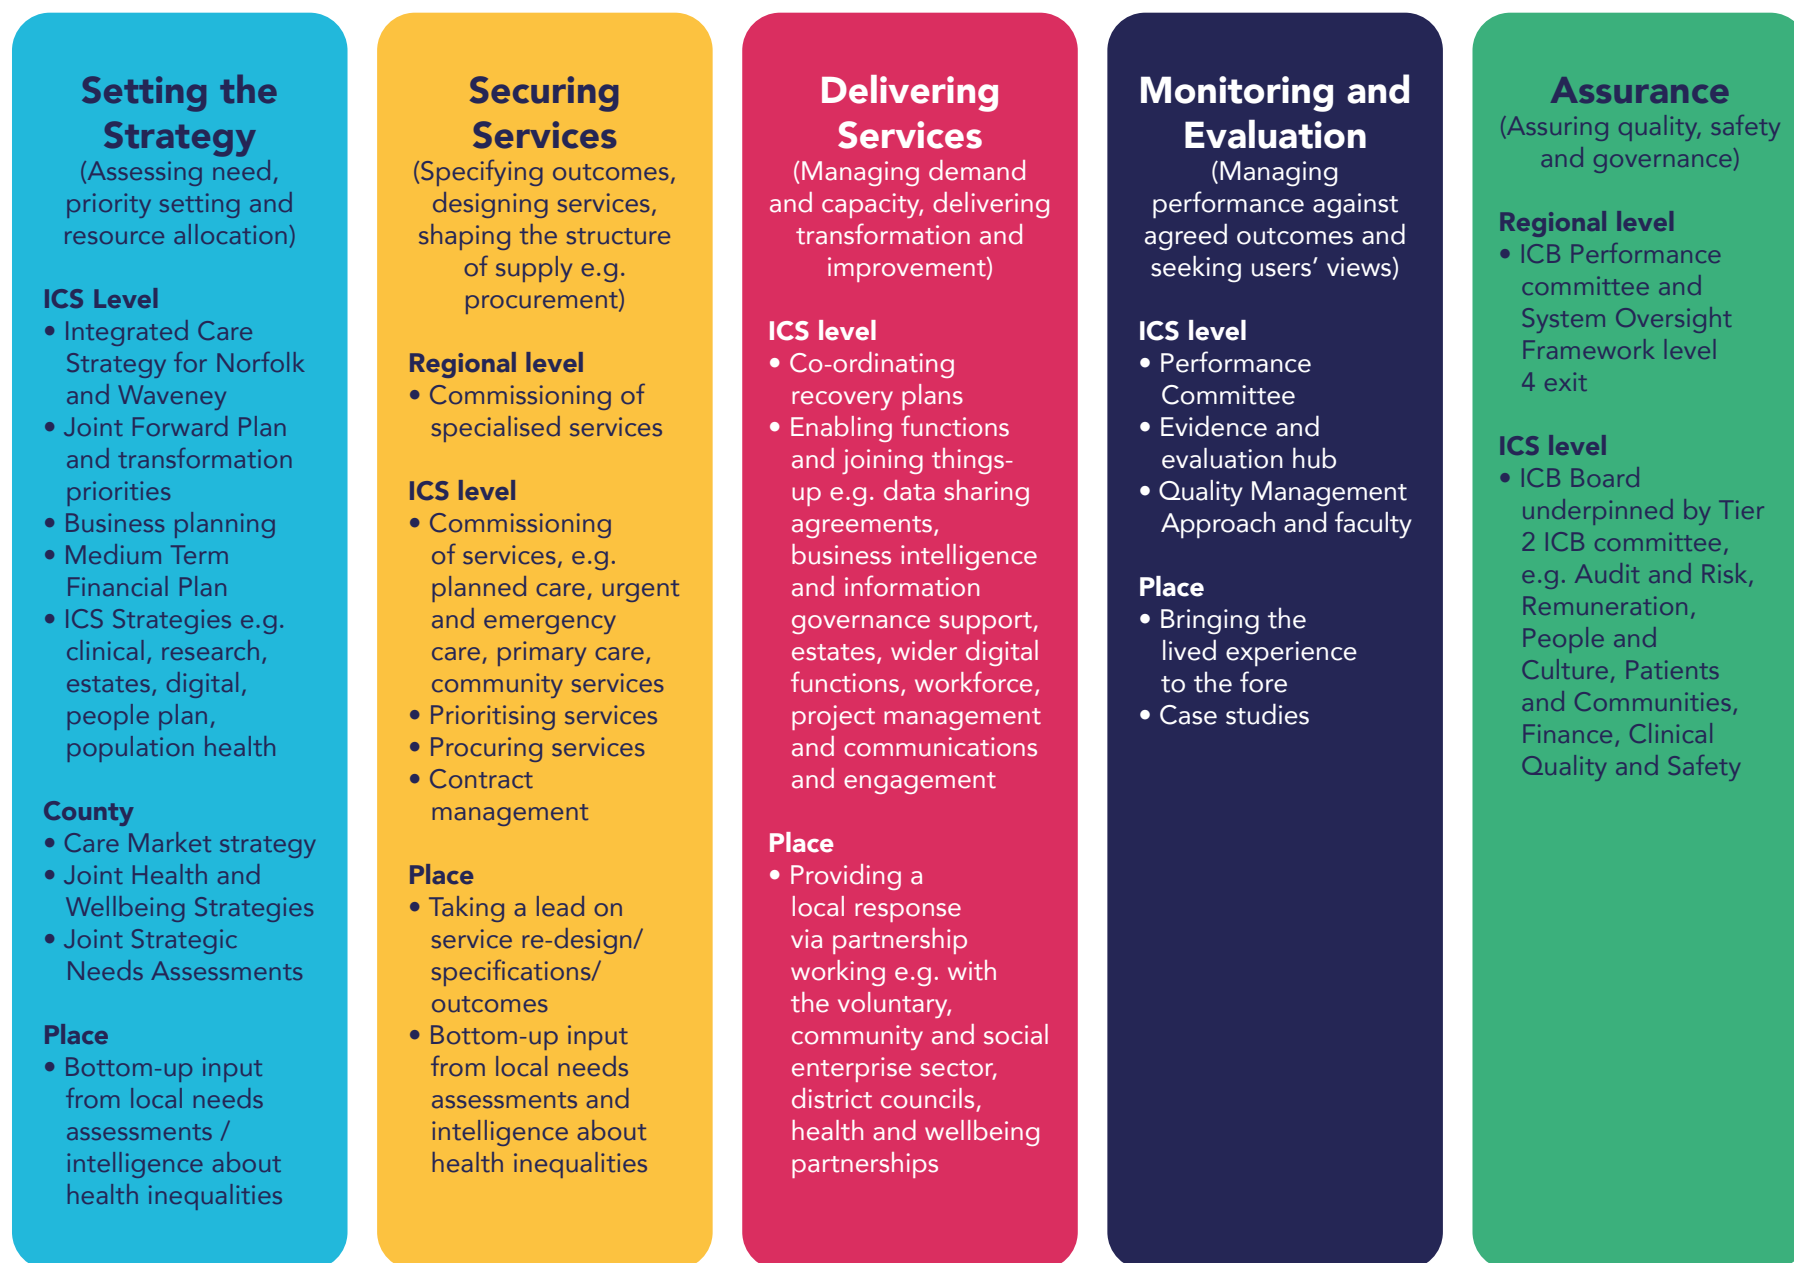 Setting the
Strategy
(Assessing need,
priority setting and
resource allocation)
ICS Level
• Integrated Care
Strategy for Norfolk
and Waveney
• Joint Forward Plan
and transformation
priorities
• Business planning
• Medium Term
Financial Plan
• ICS Strategies e.g.
clinical, research,
estates, digital,
people plan,
population health
County
• Care Market strategy
• Joint Health and
Wellbeing Strategies
• Joint Strategic
Needs Assessments
Place
• Bottom-up input
from local needs
assessments /
intelligence about
health inequalities
Securing
Services
(Specifying outcomes,
designing services,
shaping the structure
of supply e.g.
procurement)
Regional level
• Commissioning of
specialised services
ICS level
• Commissioning
of services, e.g.
planned care, urgent
and emergency
care, primary care,
community services
• Prioritising services
• Procuring services
• Contract
management
Place
• Taking a lead on
service re-design/
specifications/
outcomes
• Bottom-up input
from local needs
assessments and
intelligence about
health inequalities
Delivering
Services
(Managing demand
and capacity, delivering
transformation and
improvement)
ICS level
• Co-ordinating
recovery plans
• Enabling functions
and joining things-
up e.g. data sharing
agreements,
business intelligence
and information
governance support,
estates, wider digital
functions, workforce,
project management
and communications
and engagement
Place
• Providing a
local response
via partnership
working e.g. with
the voluntary,
community and social
enterprise sector,
district councils,
health and wellbeing
partnerships
Monitoring and
Evaluation
(Managing
performance against
agreed outcomes and
seeking users’ views)
ICS level
• Performance
Committee
• Evidence and
evaluation hub
• Quality Management
Approach and faculty
Place
• Bringing the
lived experience
to the fore
• Case studies
Assurance
(Assuring quality, safety
and governance)
Regional level
• ICB Performance
committee and
System Oversight
Framework level
4 exit
ICS level
• ICB Board
underpinned by Tier
2 ICB committee,
e.g. Audit and Risk,
Remuneration,
People and
Culture, Patients
and Communities,
Finance, Clinical
Quality and Safety